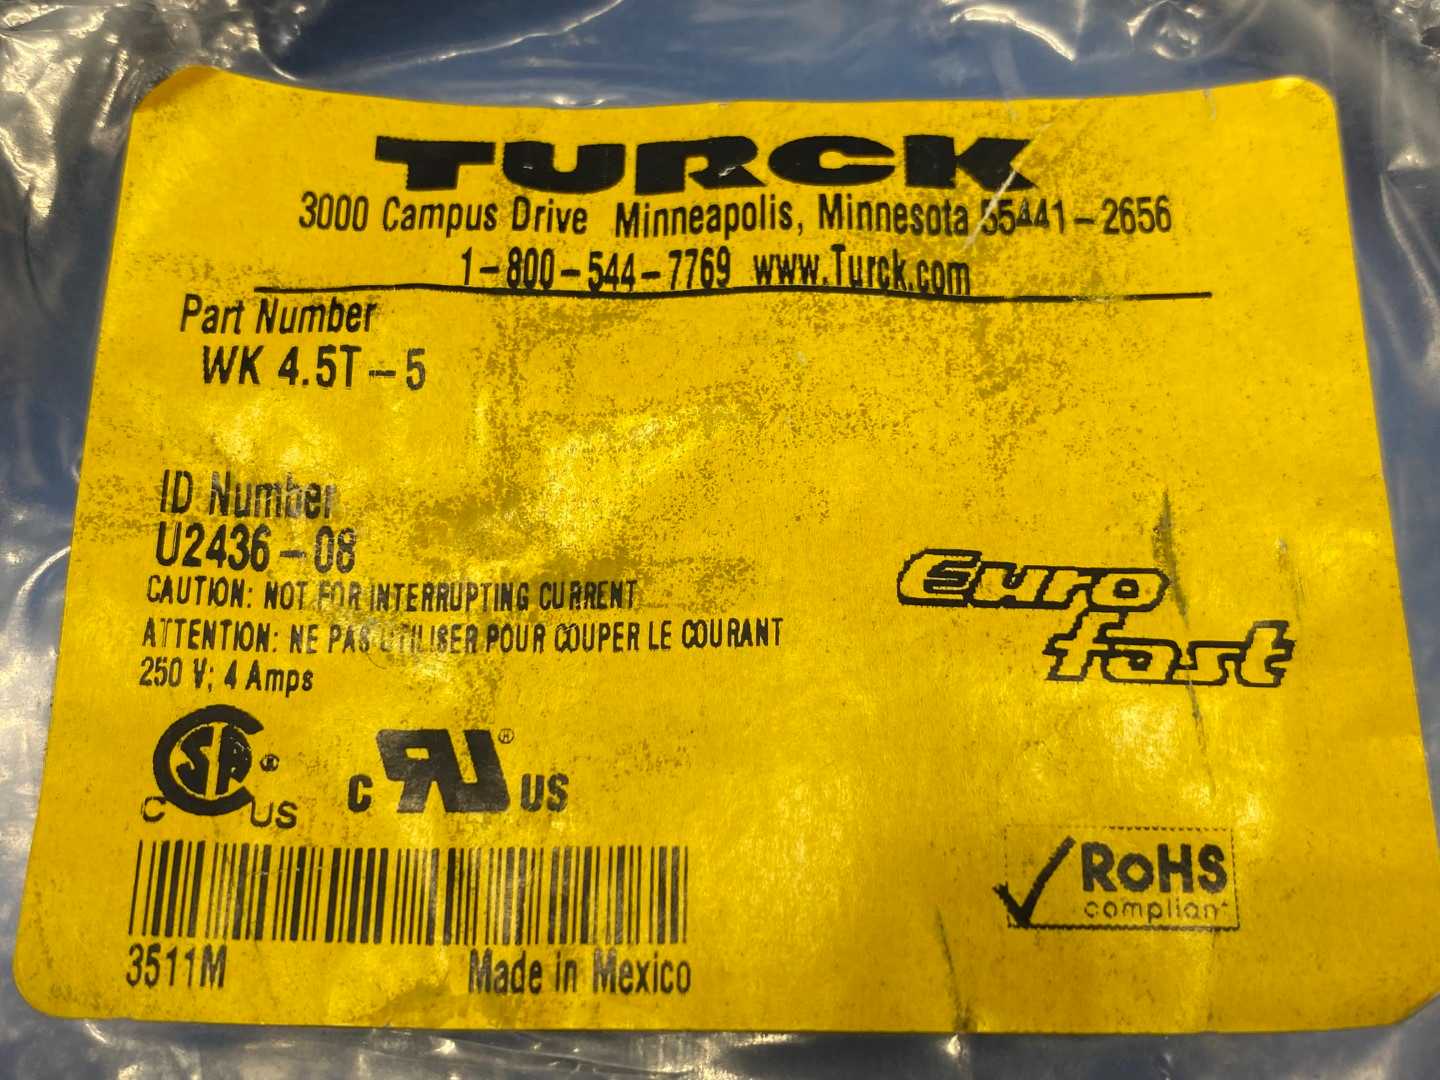 TURCK
3000 Campus Drive Minneapolis, Minnesota 55441-2656
1-800-544-7769 www.Turck.com
Part Number
WK 4.5T-5
ID Number
U2436-08
CAUTION: NOT FOR INTERRUPTING CURRENT
ATTENTION: NE PAS UTILISER POUR COUPER LE COURANT
250 V; 4 Amps
Euro
fast
CSA ® C US
C RU ® US
RoHS
compliant
3511M Made in Mexico